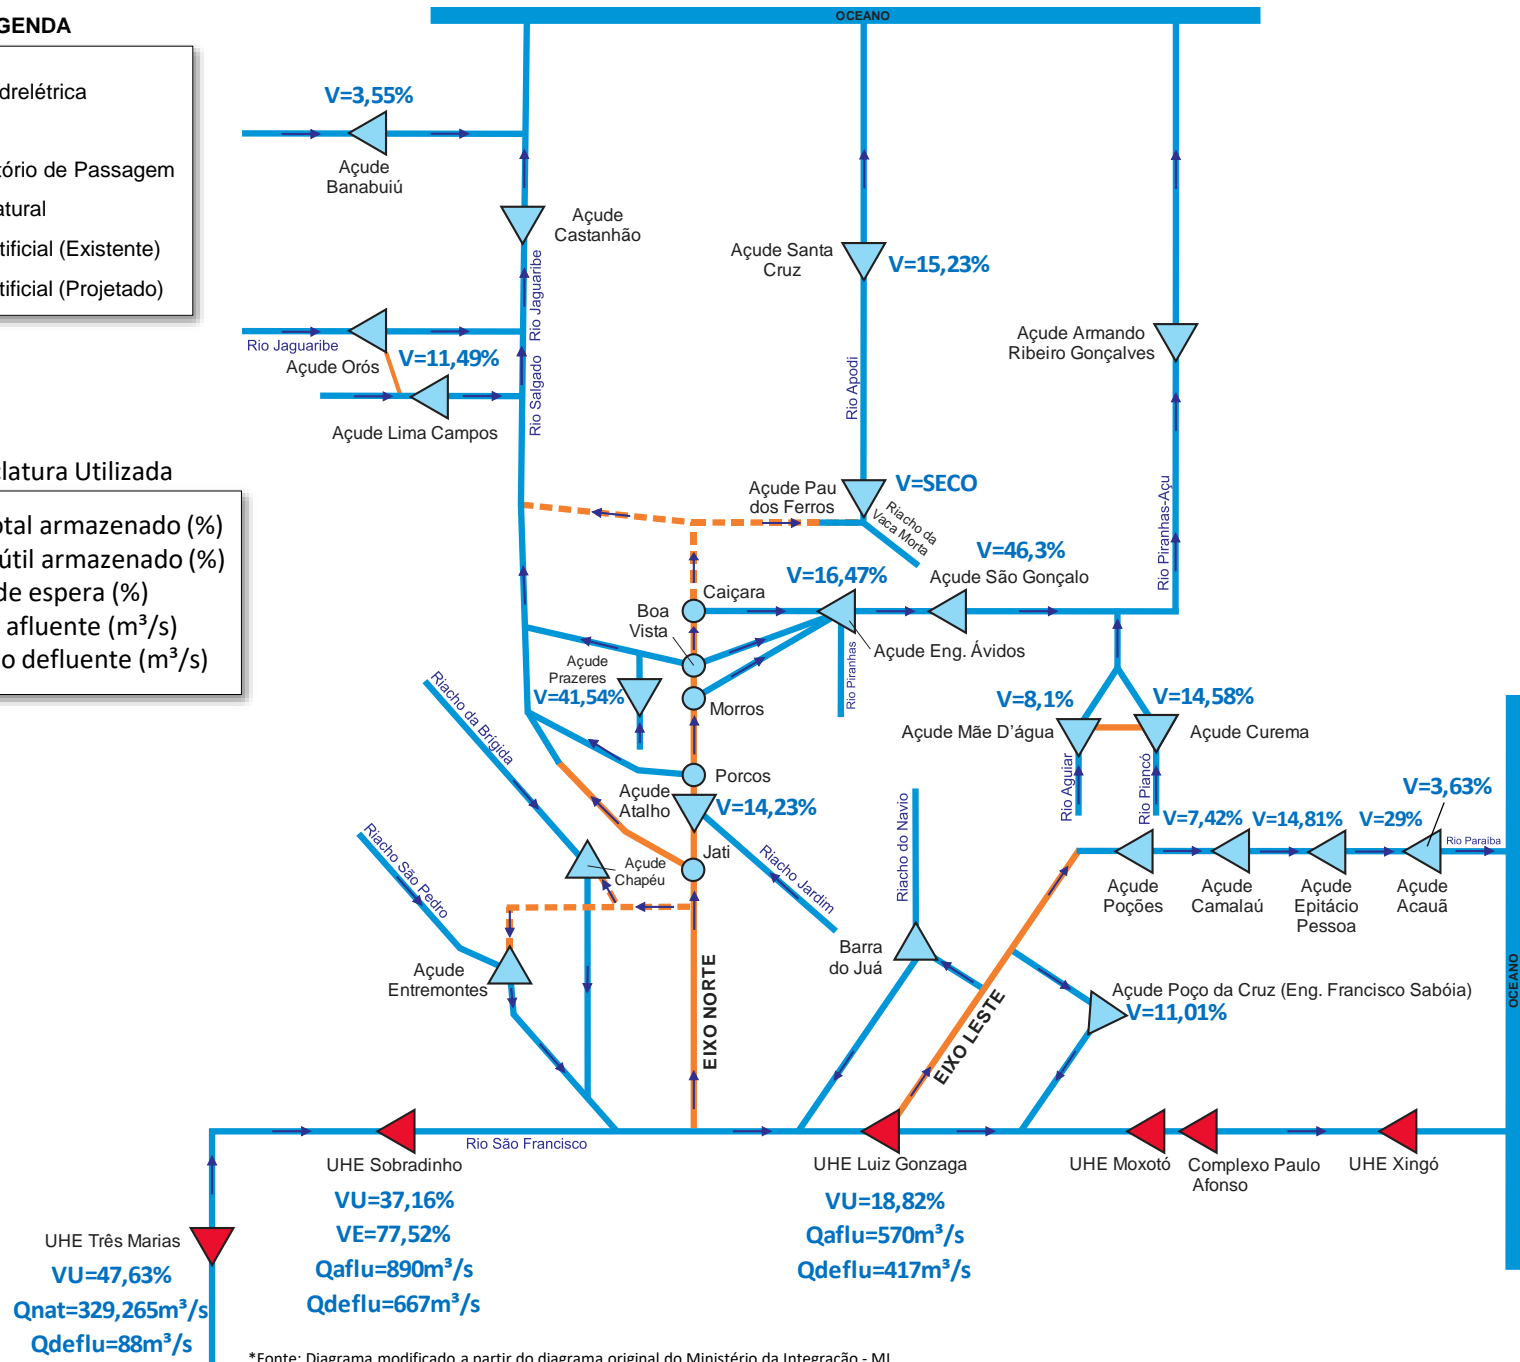 OCEANO
GENDA
drelétrica
tório de Passagem
atural
tificial (Existente)
tificial (Projetado)
V=3,55%
Açude
Banabuiú
Açude
Castanhão
Rio Jaguaribe
Açude Santa
Cruz
V=15,23%
Rio Jaguaribe
Açude Orós
V=11,49%
Açude Lima Campos
Rio Salgado
Açude Armando
Ribeiro Gonçalves
Rio Apodi
clatura Utilizada
otal armazenado (%)
útil armazenado (%)
de espera (%)
afluente (m³/s)
o defluente (m³/s)
Açude Pau
dos Ferros
V=SECO
Riacho da
Vaca Morta
Rio Piranhas-Açu
V=46,3%
Açude São Gonçalo
V=16,47%
Caiçara
Boa
Vista
Açude Eng. Ávidos
Rio Piranhas
Açude
Prazeres
V=41,54%
Morros
Riacho da Brígida
V=8,1%
V=14,58%
Açude Mãe D'água
Açude Curema
Rio Aguiar
Rio Piancó
Porcos
Açude
Atalho
V=14,23%
Jati
Riacho Jardim
Riacho do Navio
V=3,63%
V=7,42%
V=14,81%
V=29%
Rio Paraíba
Açude
Poções
Açude
Camalaú
Açude
Epitácio
Pessoa
Açude
Acauã
Riacho São Pedro
Açude
Chapéu
Açude
Entremontes
Barra
do Juá
EIXO NORTE
EIXO LESTE
Açude Poço da Cruz (Eng. Francisco Sabóia)
V=11,01%
OCEANO
Rio São Francisco
UHE Sobradinho
VU=37,16%
VE=77,52%
Qaflu=890m³/s
Qdeflu=667m³/s
UHE Luiz Gonzaga
VU=18,82%
Qaflu=570m³/s
Qdeflu=417m³/s
UHE Moxotó
Complexo Paulo
Afonso
UHE Xingó
UHE Três Marias
VU=47,63%
Qnat=329,265m³/s
Qdeflu=88m³/s
*Fonte: Diagrama modificado a partir do diagrama original do Ministério da Integração - MI